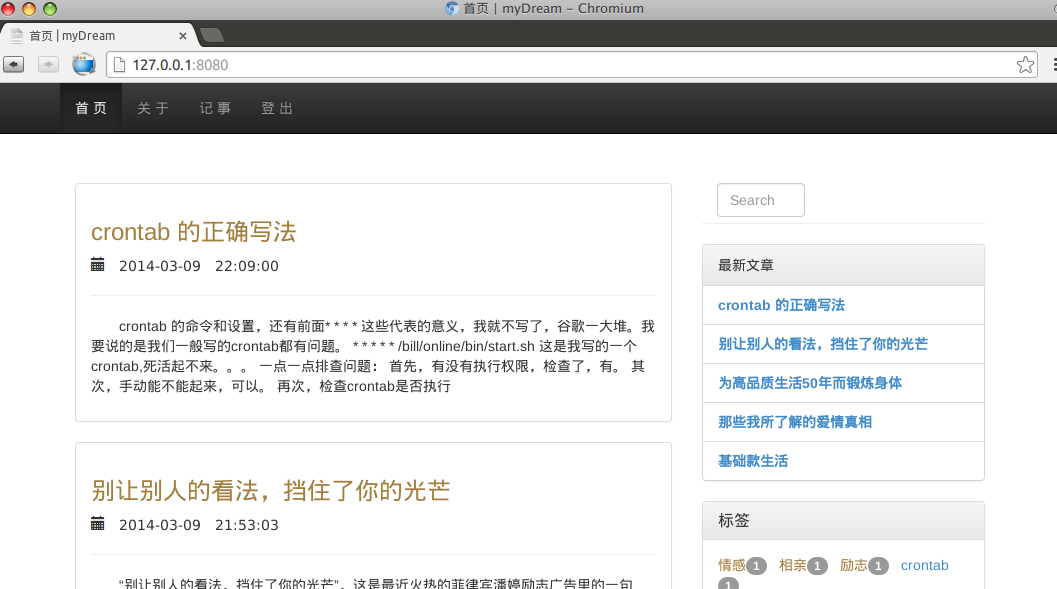 首页 | myDream - Chromium
首页 | myDream
127.0.0.1:8080
首 页 关 于 记 事 登 出
crontab 的正确写法
2014-03-09 22:09:00
crontab 的命令和设置，还有前面* * * * 这些代表的意义，我就不写了，谷歌一大堆。我
要说的是我们一般写的crontab都有问题。 * * * * * /bill/online/bin/start.sh 这是我写的一个
crontab,死活起不来。。。 一点一点排查问题： 首先，有没有执行权限，检查了，有。 其
次，手动能不能起来，可以。 再次，检查crontab是否执行
别让别人的看法，挡住了你的光芒
2014-03-09 21:53:03
“别让别人的看法，挡住了你的光芒”，这是最近火热的菲律宾潘婷励志广告里的一句
Search
最新文章
crontab 的正确写法
别让别人的看法，挡住了你的光芒
为高品质生活50年而锻炼身体
那些我所了解的爱情真相
基础款生活
标签
情感1 相亲1 励志1 crontab
1